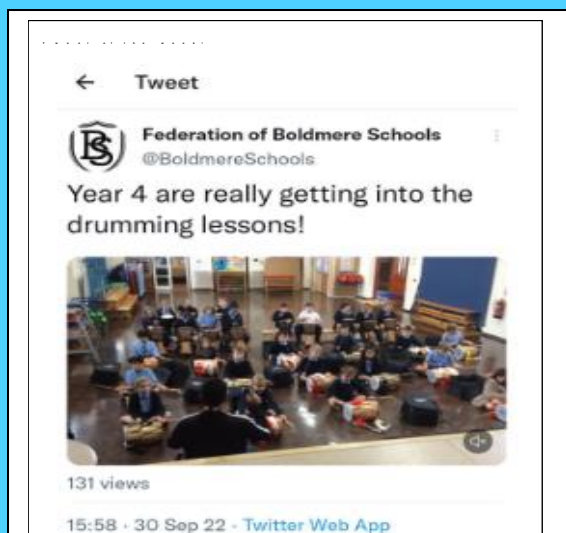 Tweet
BS
Federation of Boldmere Schools
@BoldmereSchools
Year 4 are really getting into the
drumming lessons!
131 views
15:58 · 30 Sep 22 · Twitter Web App